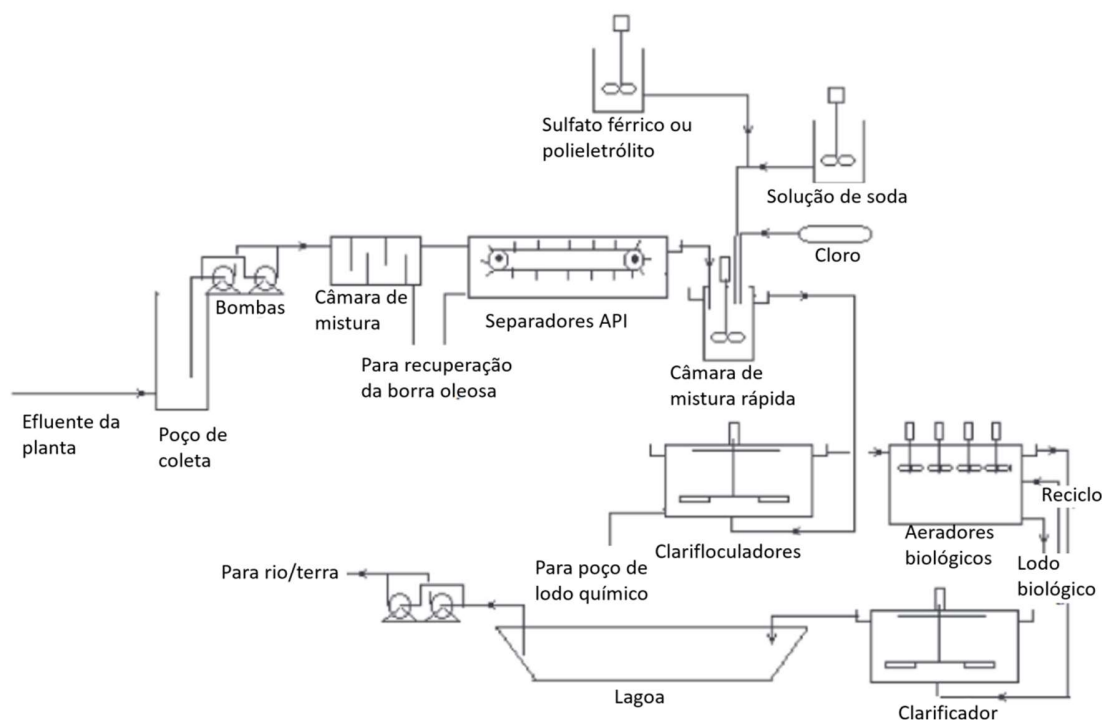 Sulfato férrico ou
polieletrólito
Solução de soda
Cloro
Bombas
Câmara de
mistura
Separadores API
Para recuperação
da borra oleosa
Câmara de
mistura rápida
Efluente da
planta
Poço de
coleta
Reciclo
Clarifloculadores
Aeradores
biológicos
Lodo
biológico
Para poço de
lodo químico
Para rio/terra
Lagoa
Clarificador